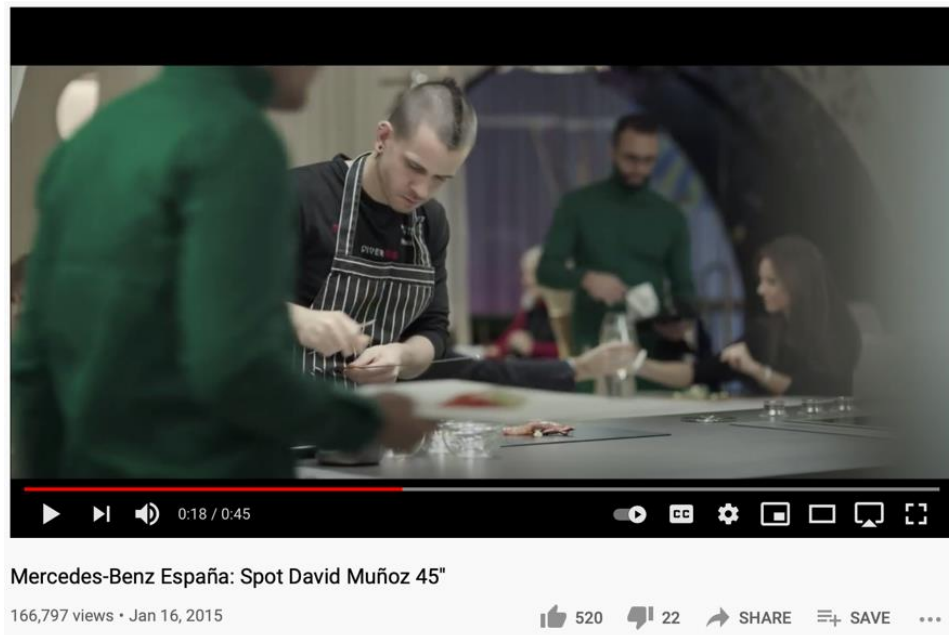 0:18 / 0:45
CC
Mercedes-Benz España: Spot David Muñoz 45"
166,797 views • Jan 16, 2015
520 22 SHARE SAVE